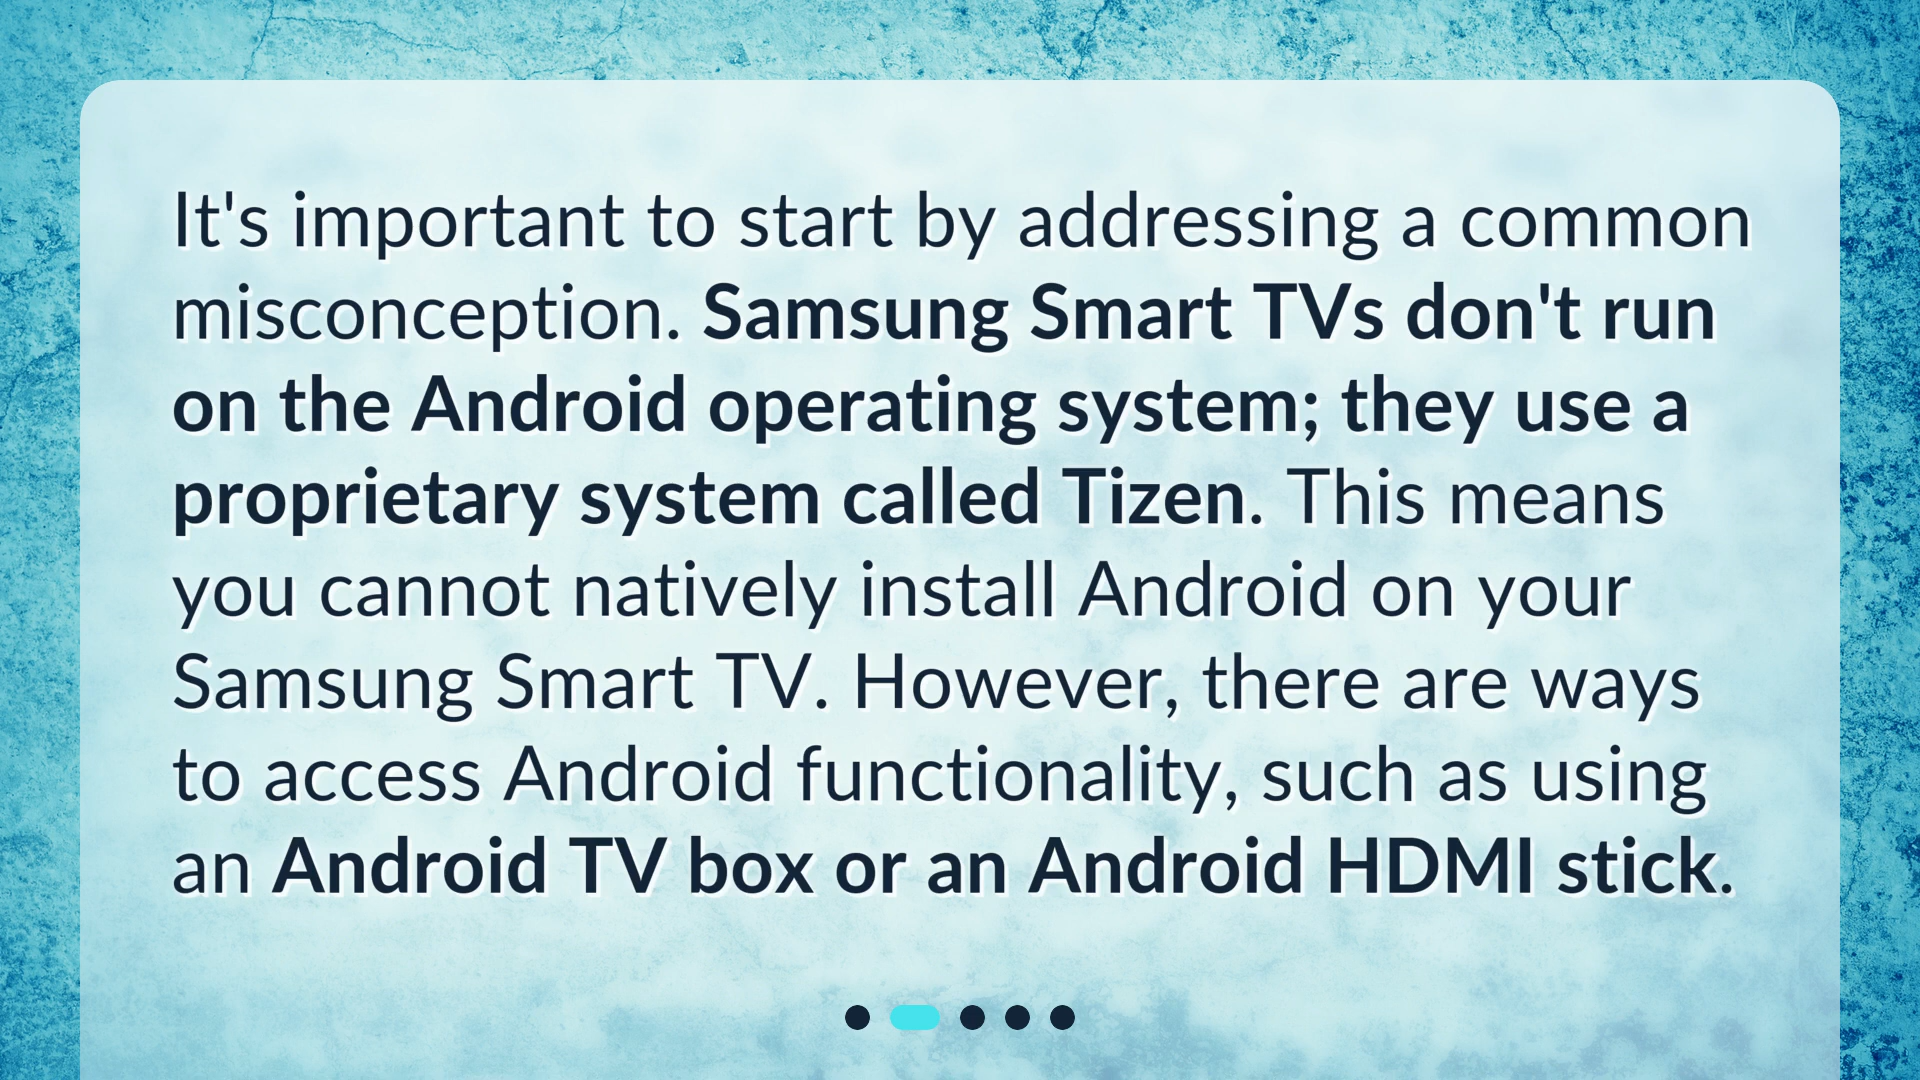 It's important to start by addressing a common
misconception. Samsung Smart TVs don't run
on the Android operating system; they use a
proprietary system called Tizen. This means
you cannot natively install Android on your
Samsung Smart TV. However, there are ways
to access Android functionality, such as using
an Android TV box or an Android HDMI stick.